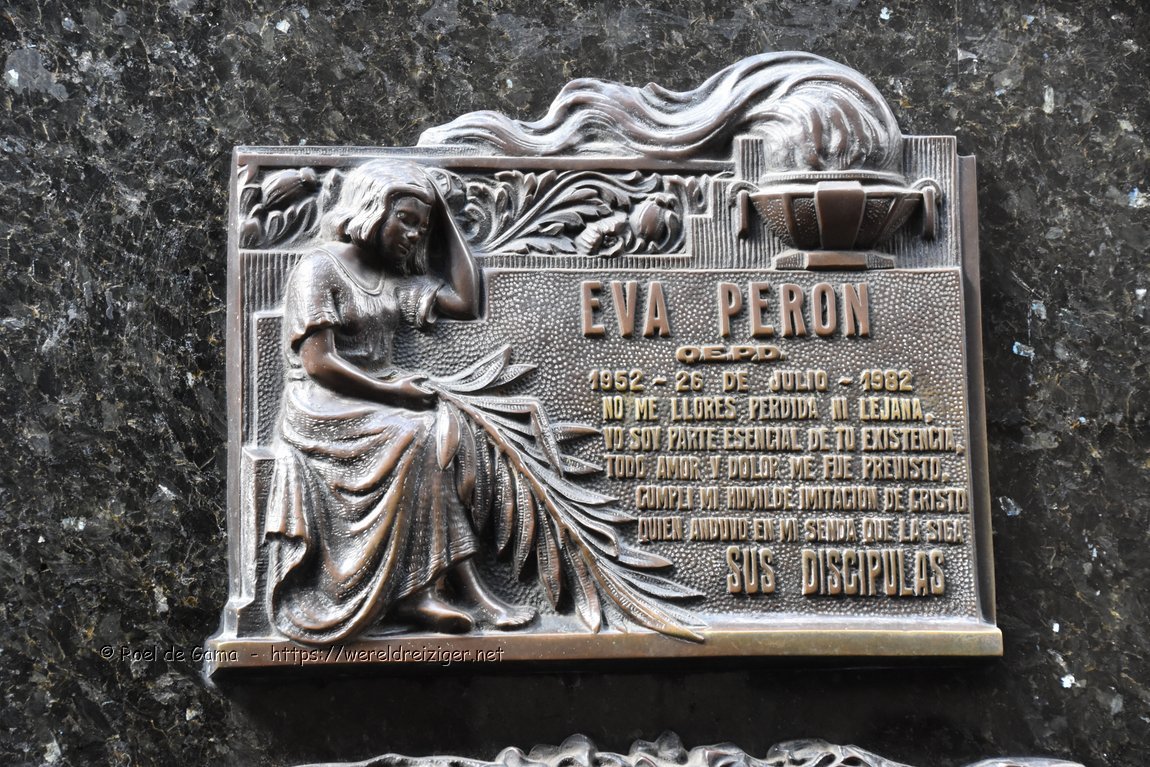 EVA PERON
Q.E.P.D.
1952 - 26 DE JULIO - 1982
NO ME LLORES PERDIDA NI LEJANA,
YO SOY PARTE ESENCIAL DE TU EXISTENCIA,
TODO AMOR Y DOLOR ME FUE PREVISTO,
CUMPLI MI HUMILDE IMITACION DE CRISTO
QUIEN ANDUVO EN MI SENDA QUE LA SIGA
SUS DISCIPULAS
© Roel de Gama - https://wereldreiziger.net